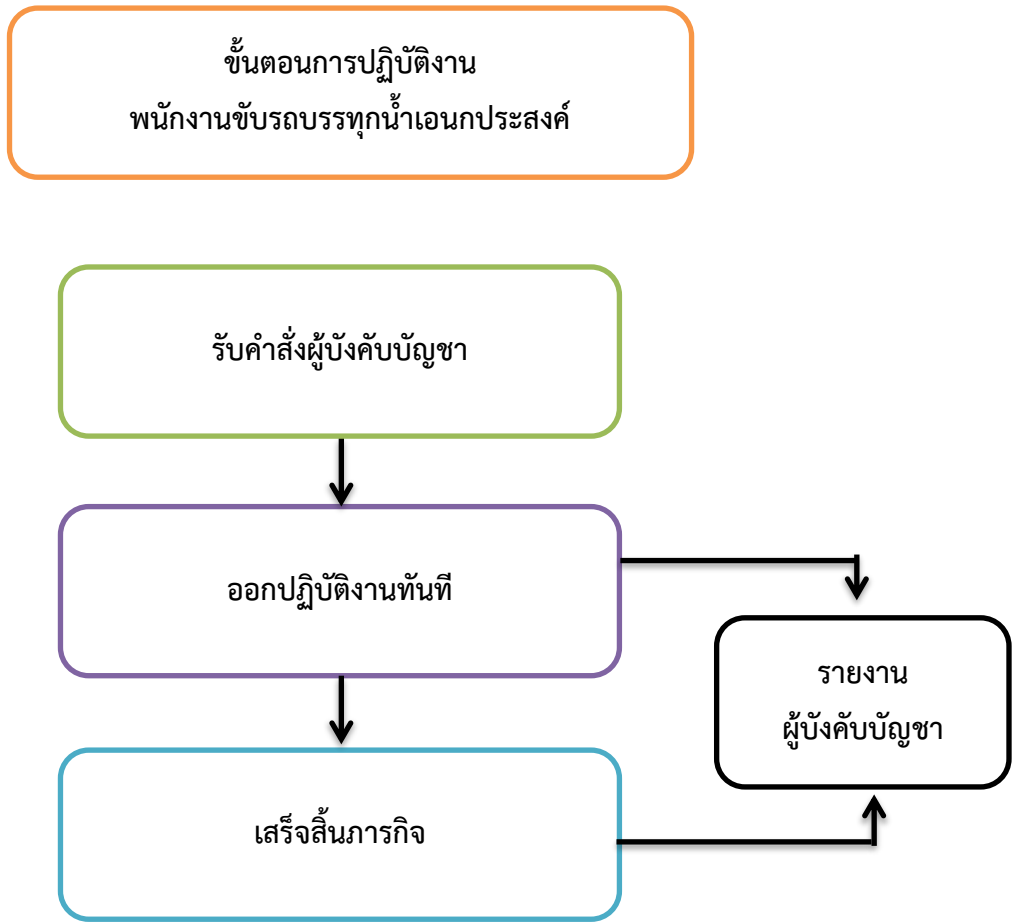 ขั้นตอนการปฏิบัติงาน
พนักงานขับรถบรรทุกน้ำเอนกประสงค์
รับคำสั่งผู้บังคับบัญชา
ออกปฏิบัติงานทันที
รายงาน
ผู้บังคับบัญชา
เสร็จสิ้นภารกิจ